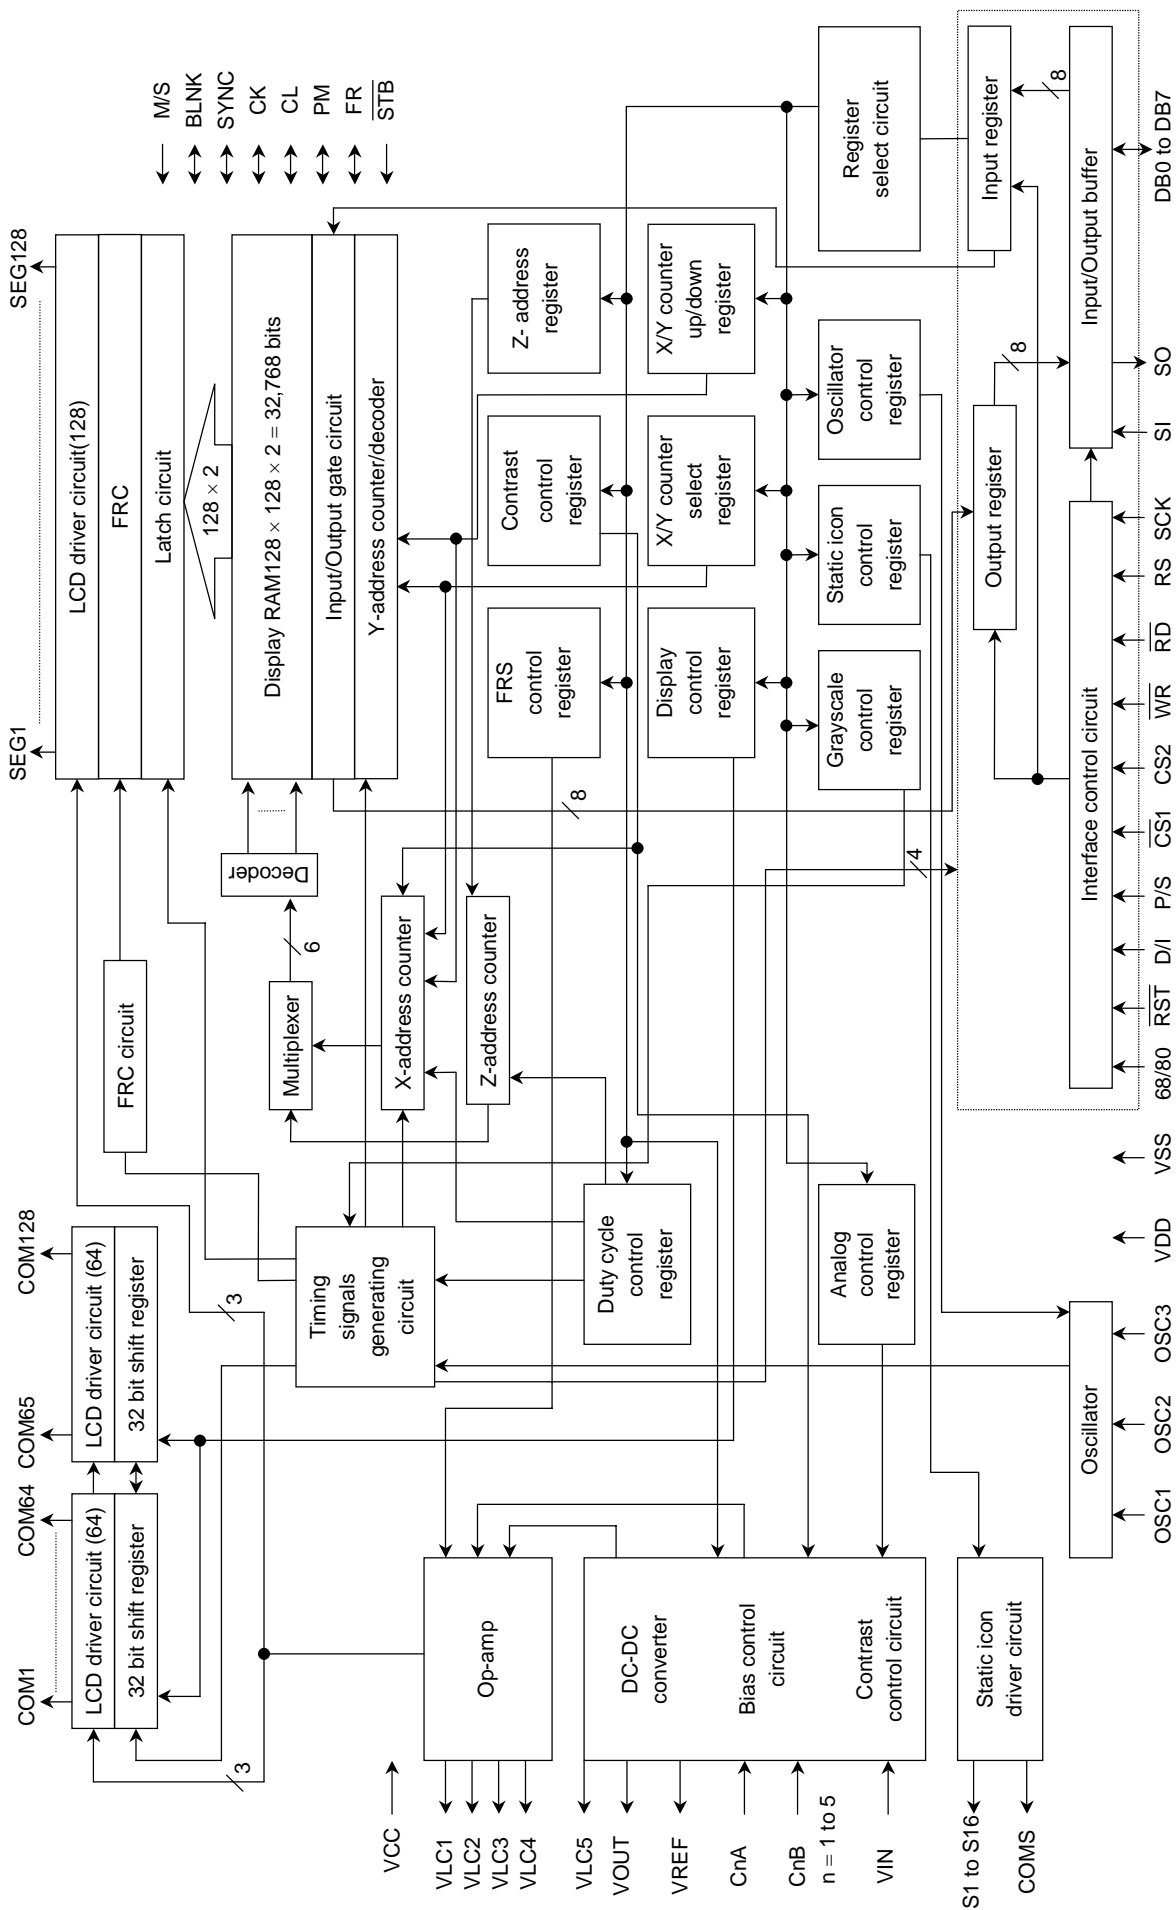 COM1
COM64
COM65
COM128
SEG1
SEG128
LCD driver circuit (64)
32 bit shift register
LCD driver circuit (64)
32 bit shift register
LCD driver circuit(128)
FRC
Latch circuit
128 × 2
M/S
BLNK
SYNC
CK
CL
PM
FR
STB
3
3
FRC circuit
Decoder
6
Multiplexer
Display RAM128 × 128 × 2 = 32,768 bits
Input/Output gate circuit
Y-address counter/decoder
Timing
signals
generating
circuit
X-address counter
Z-address counter
8
VCC
VLC1
VLC2
VLC3
VLC4
Op-amp
FRS
control
register
Contrast
control
register
Z- address
register
VLC5
VOUT
VREF
CnA
CnB
n = 1 to 5
VIN
DC-DC
converter
Bias control
circuit
Contrast
control circuit
Duty cycle
control
register
Display
control
register
X/Y counter
select
register
X/Y counter
up/down
register
Analog
control
register
Grayscale
control
register
Static icon
control
register
Oscillator
control
register
Register
select circuit
4
S1 to S16
COMS
Static icon
driver circuit
Output register
8
Input register
8
Oscillator
Interface control circuit
Input/Output buffer
OSC1
OSC2
OSC3
VDD
VSS
68/80
RST
D/I
P/S
CS1
CS2
WR
RD
RS
SCK
SI
SO
DB0 to DB7